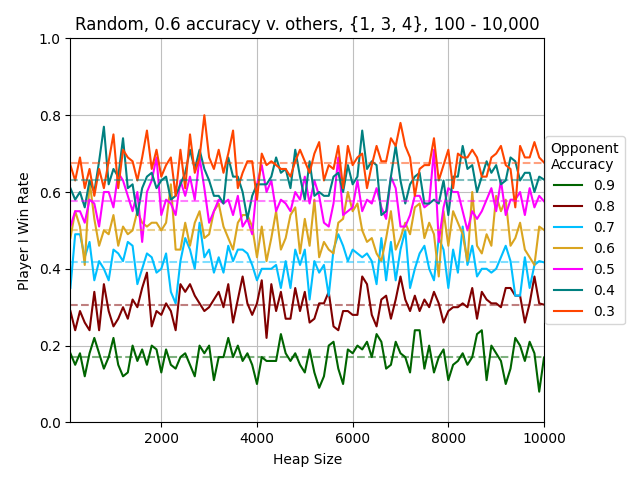 Random, 0.6 accuracy v. others, {1, 3, 4}, 100 - 10,000
1.0
0.8
0.6
0.4
0.2
0.0
Player I Win Rate
2000 4000 6000 8000 10000
Heap Size
Opponent
Accuracy
0.9
0.8
0.7
0.6
0.5
0.4
0.3